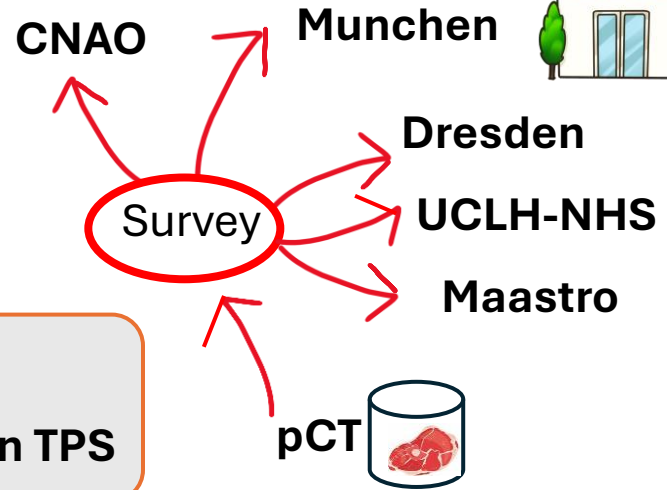 CNAO
Munchen
Dresden
Survey
UCLH-NHS
Maastro
pCT
n TPS